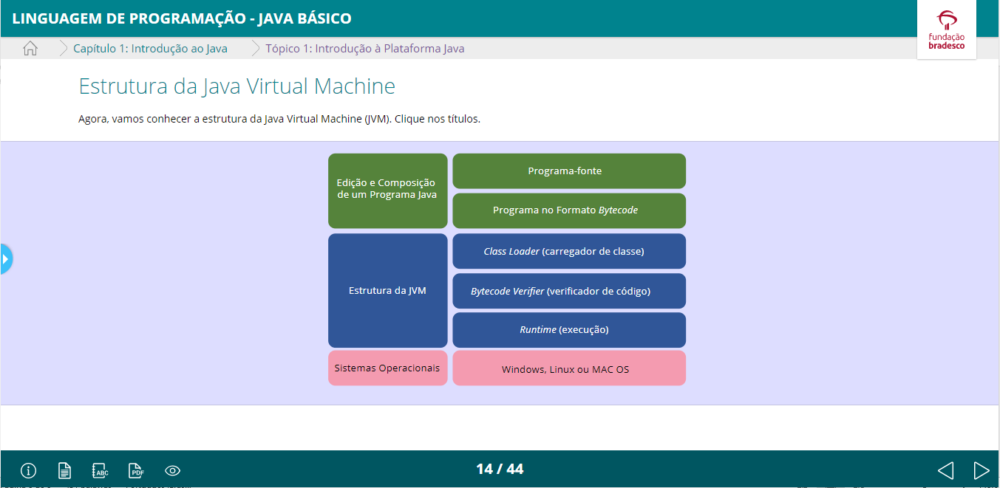 LINGUAGEM DE PROGRAMAÇÃO - JAVA BÁSICO
fundação
bradesco
Capítulo 1: Introdução ao Java
Tópico 1: Introdução à Plataforma Java
Estrutura da Java Virtual Machine
Agora, vamos conhecer a estrutura da Java Virtual Machine (JVM). Clique nos títulos.
Edição e Composição
de um Programa Java
Programa-fonte
Programa no Formato Bytecode
Estrutura da JVM
Class Loader (carregador de classe)
Bytecode Verifier (verificador de código)
Runtime (execução)
Sistemas Operacionais
Windows, Linux ou MAC OS
ABC
PDF
14 / 44